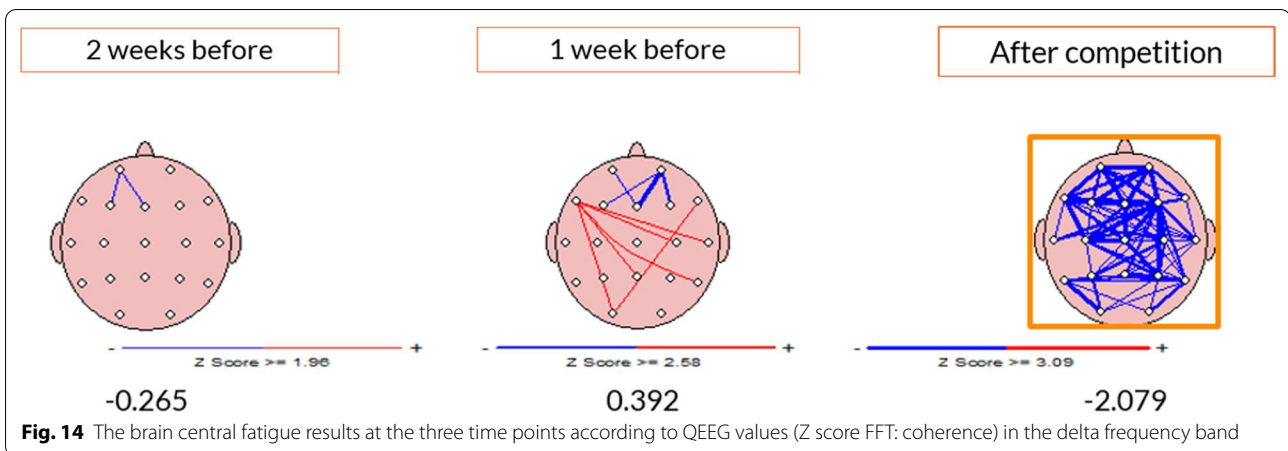 2 weeks before
1 week before
After competition
- +
Z Score >= 1.96
- +
Z Score >= 2.58
- +
Z Score >= 3.09
-0.265
0.392
-2.079
Fig. 14 The brain central fatigue results at the three time points according to QEEG values (Z score FFT: coherence) in the delta frequency band